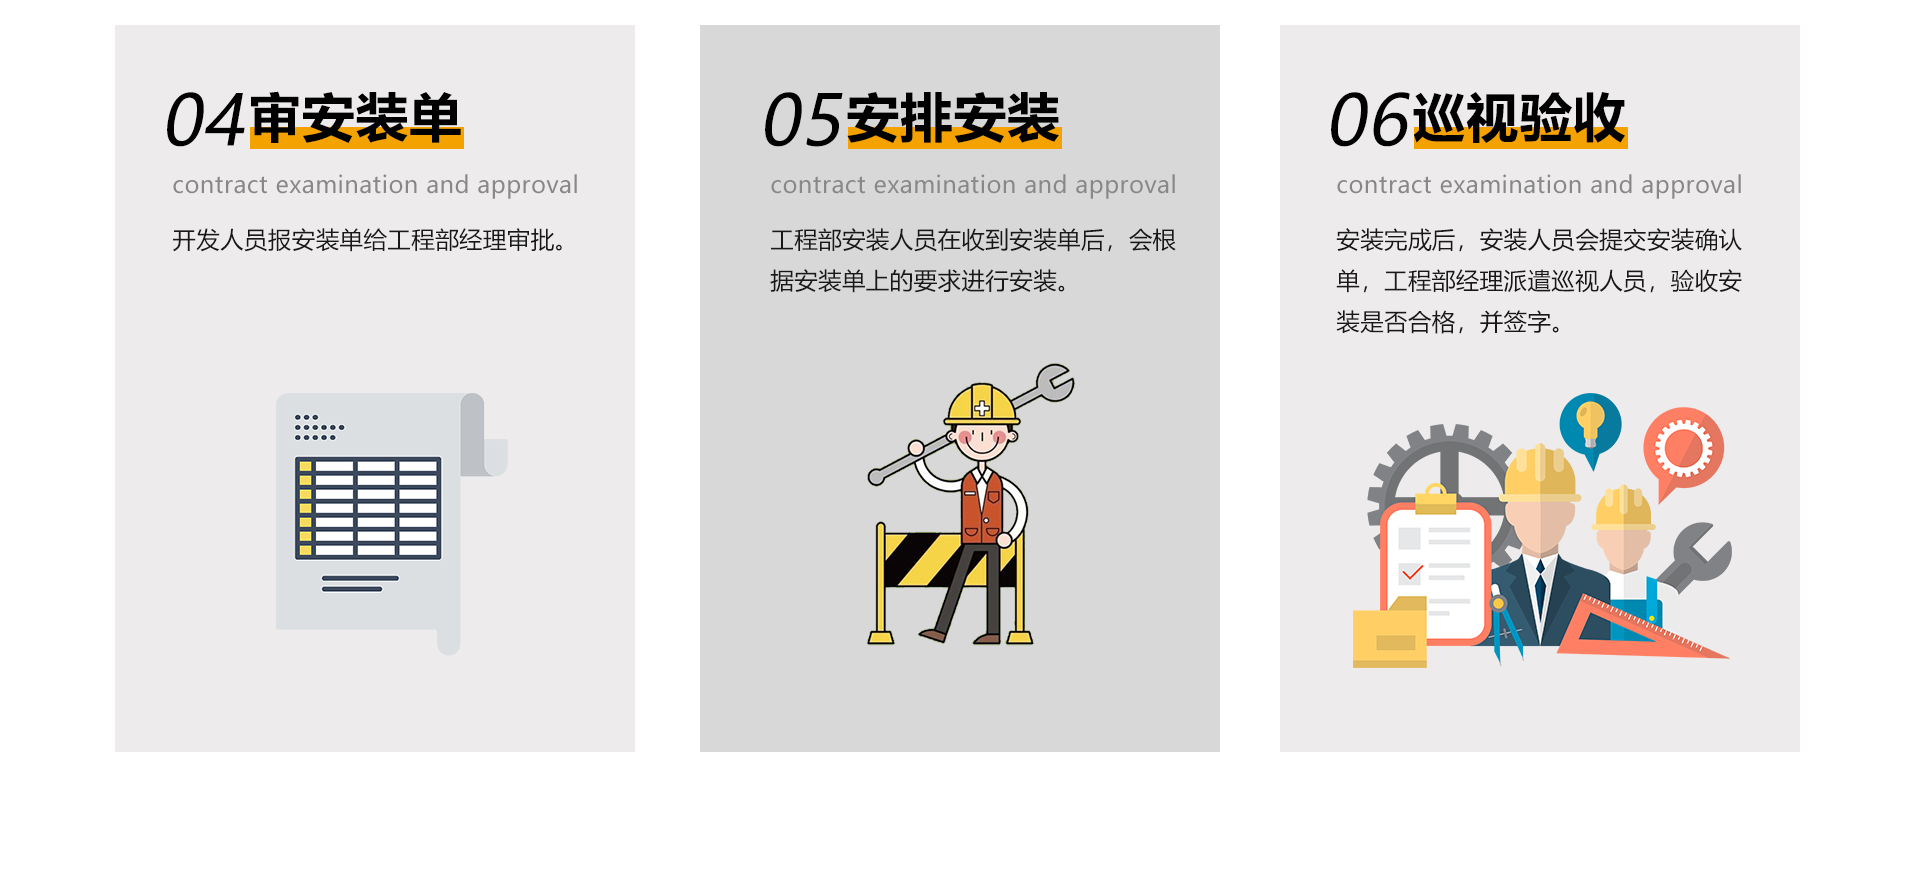 04审安装单
contract examination and approval
开发人员报安装单给工程部经理审批。
05安排安装
contract examination and approval
工程部安装人员在收到安装单后，会根
据安装单上的要求进行安装。
06巡视验收
contract examination and approval
安装完成后，安装人员会提交安装确认
单，工程部经理派遣巡视人员，验收安
装是否合格，并签字。